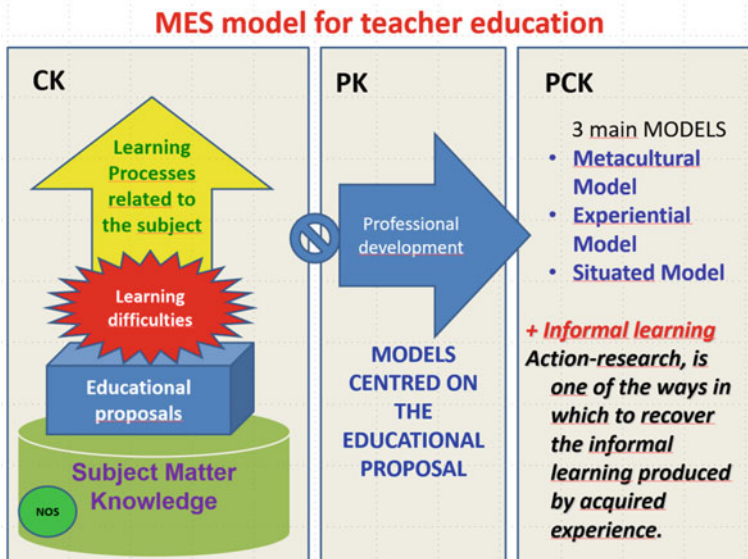 MES model for teacher education
CK
Learning
Processes
related to
the subject
Learning
difficulties
Educational
proposals
Subject Matter
Knowledge
NOS
PK
Professional
development
MODELS
CENTRED ON
THE
EDUCATIONAL
PROPOSAL
PCK
3 main MODELS
• Metacultural
Model
• Experiential
Model
• Situated Model
+ Informal learning
Action-research, is
one of the ways in
which to recover
the informal
learning produced
by acquired
experience.